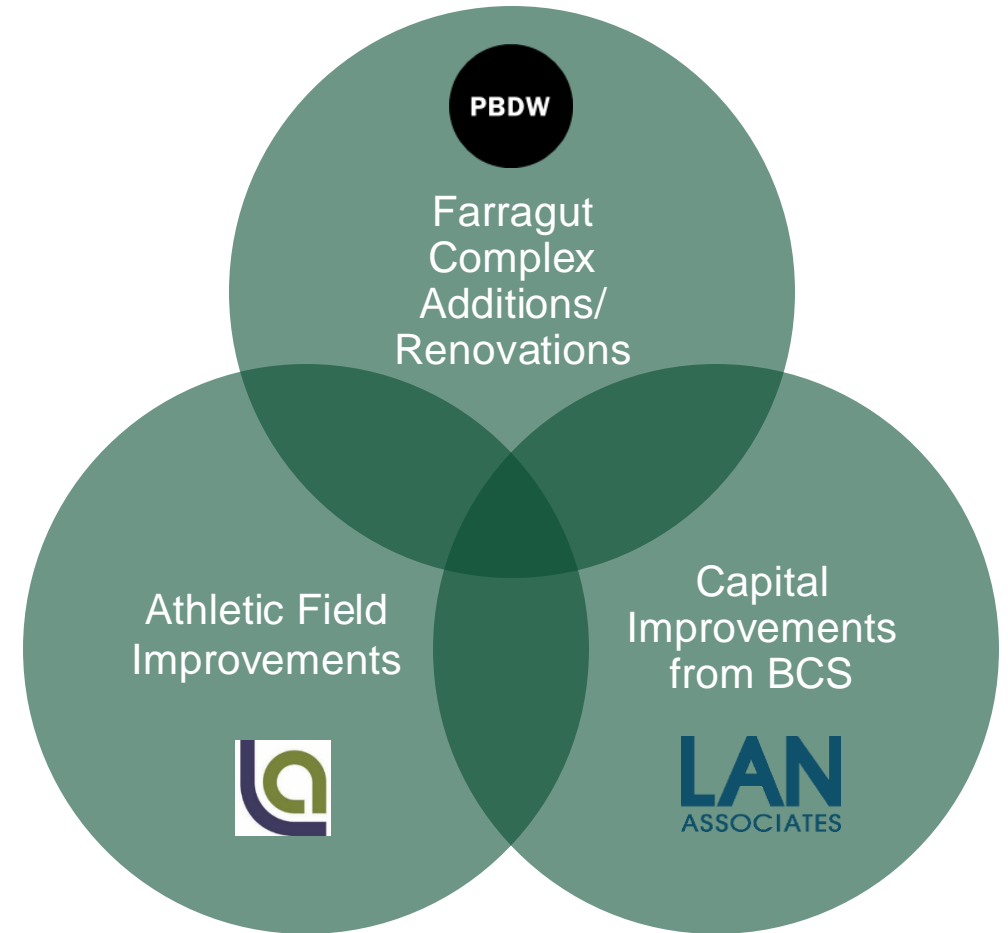 PBDW
Farragut
Complex
Additions/
Renovations
Athletic Field
Improvements
Capital
Improvements
from BCS
LAN
ASSOCIATES